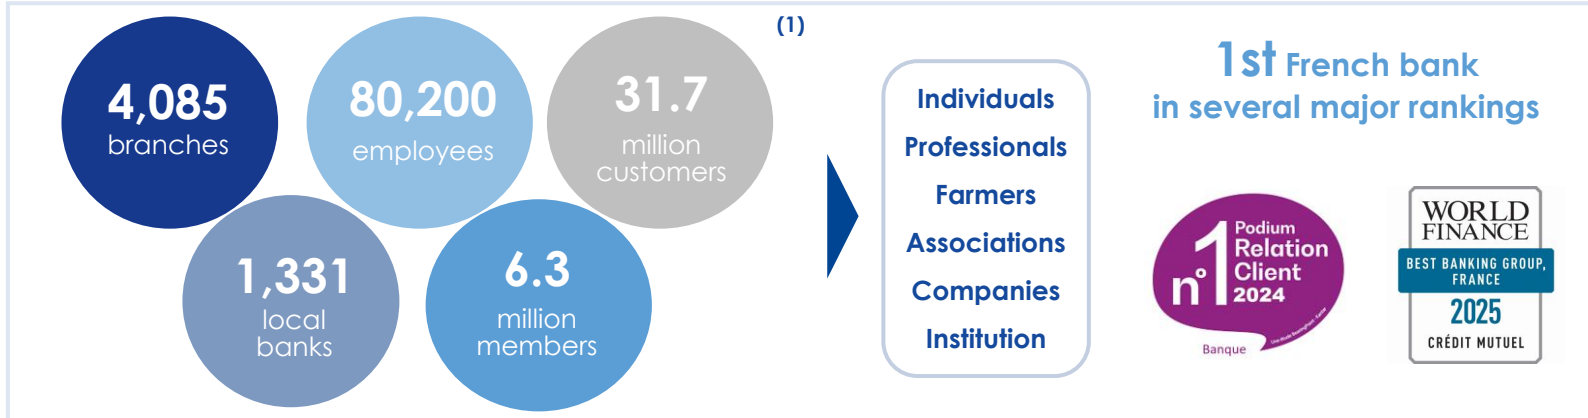 4,085
branches
80,200
employees
31.7
million
customers
(1)
1,331
local
banks
6.3
million
members
Individuals
Professionals
Farmers
Associations
Companies
Institution
1st French bank
in several major rankings
n°1
Podium
Relation
Client
2024
Banque
WORLD
FINANCE
BEST BANKING GROUP,
FRANCE
2025
CRÉDIT MUTUEL